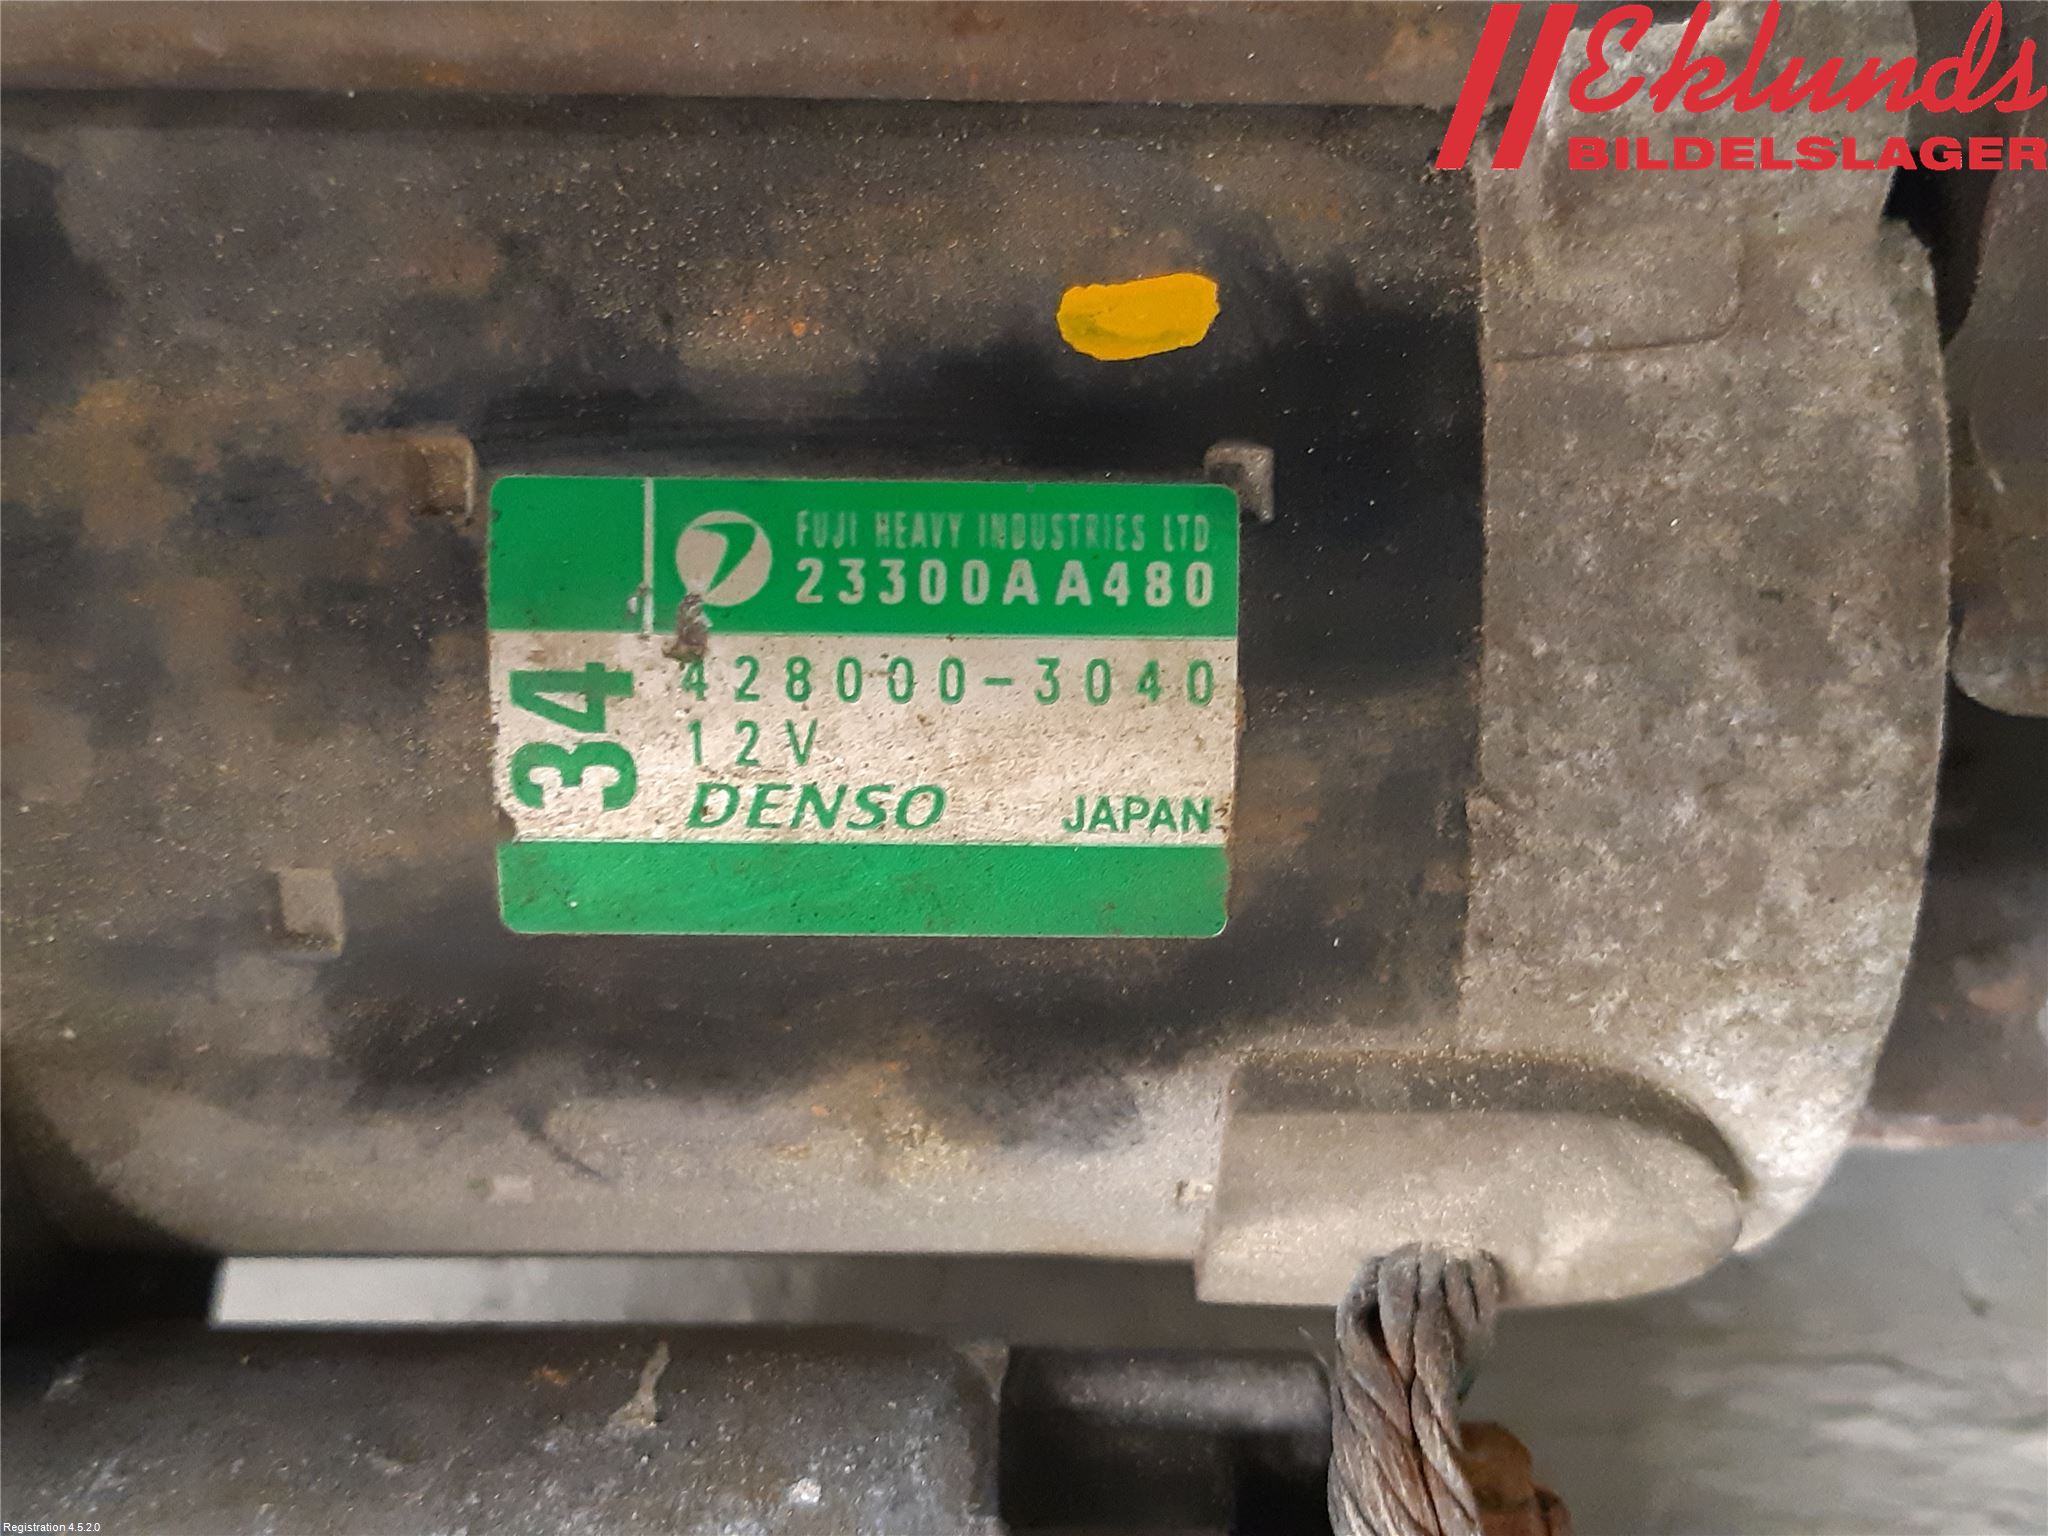 Eklunds
BILDELSLAGER
FUJI HEAVY INDUSTRIES LTD.
23300AA480
34
428000-3040
12V
DENSO JAPAN
Registration 4.5.2.0